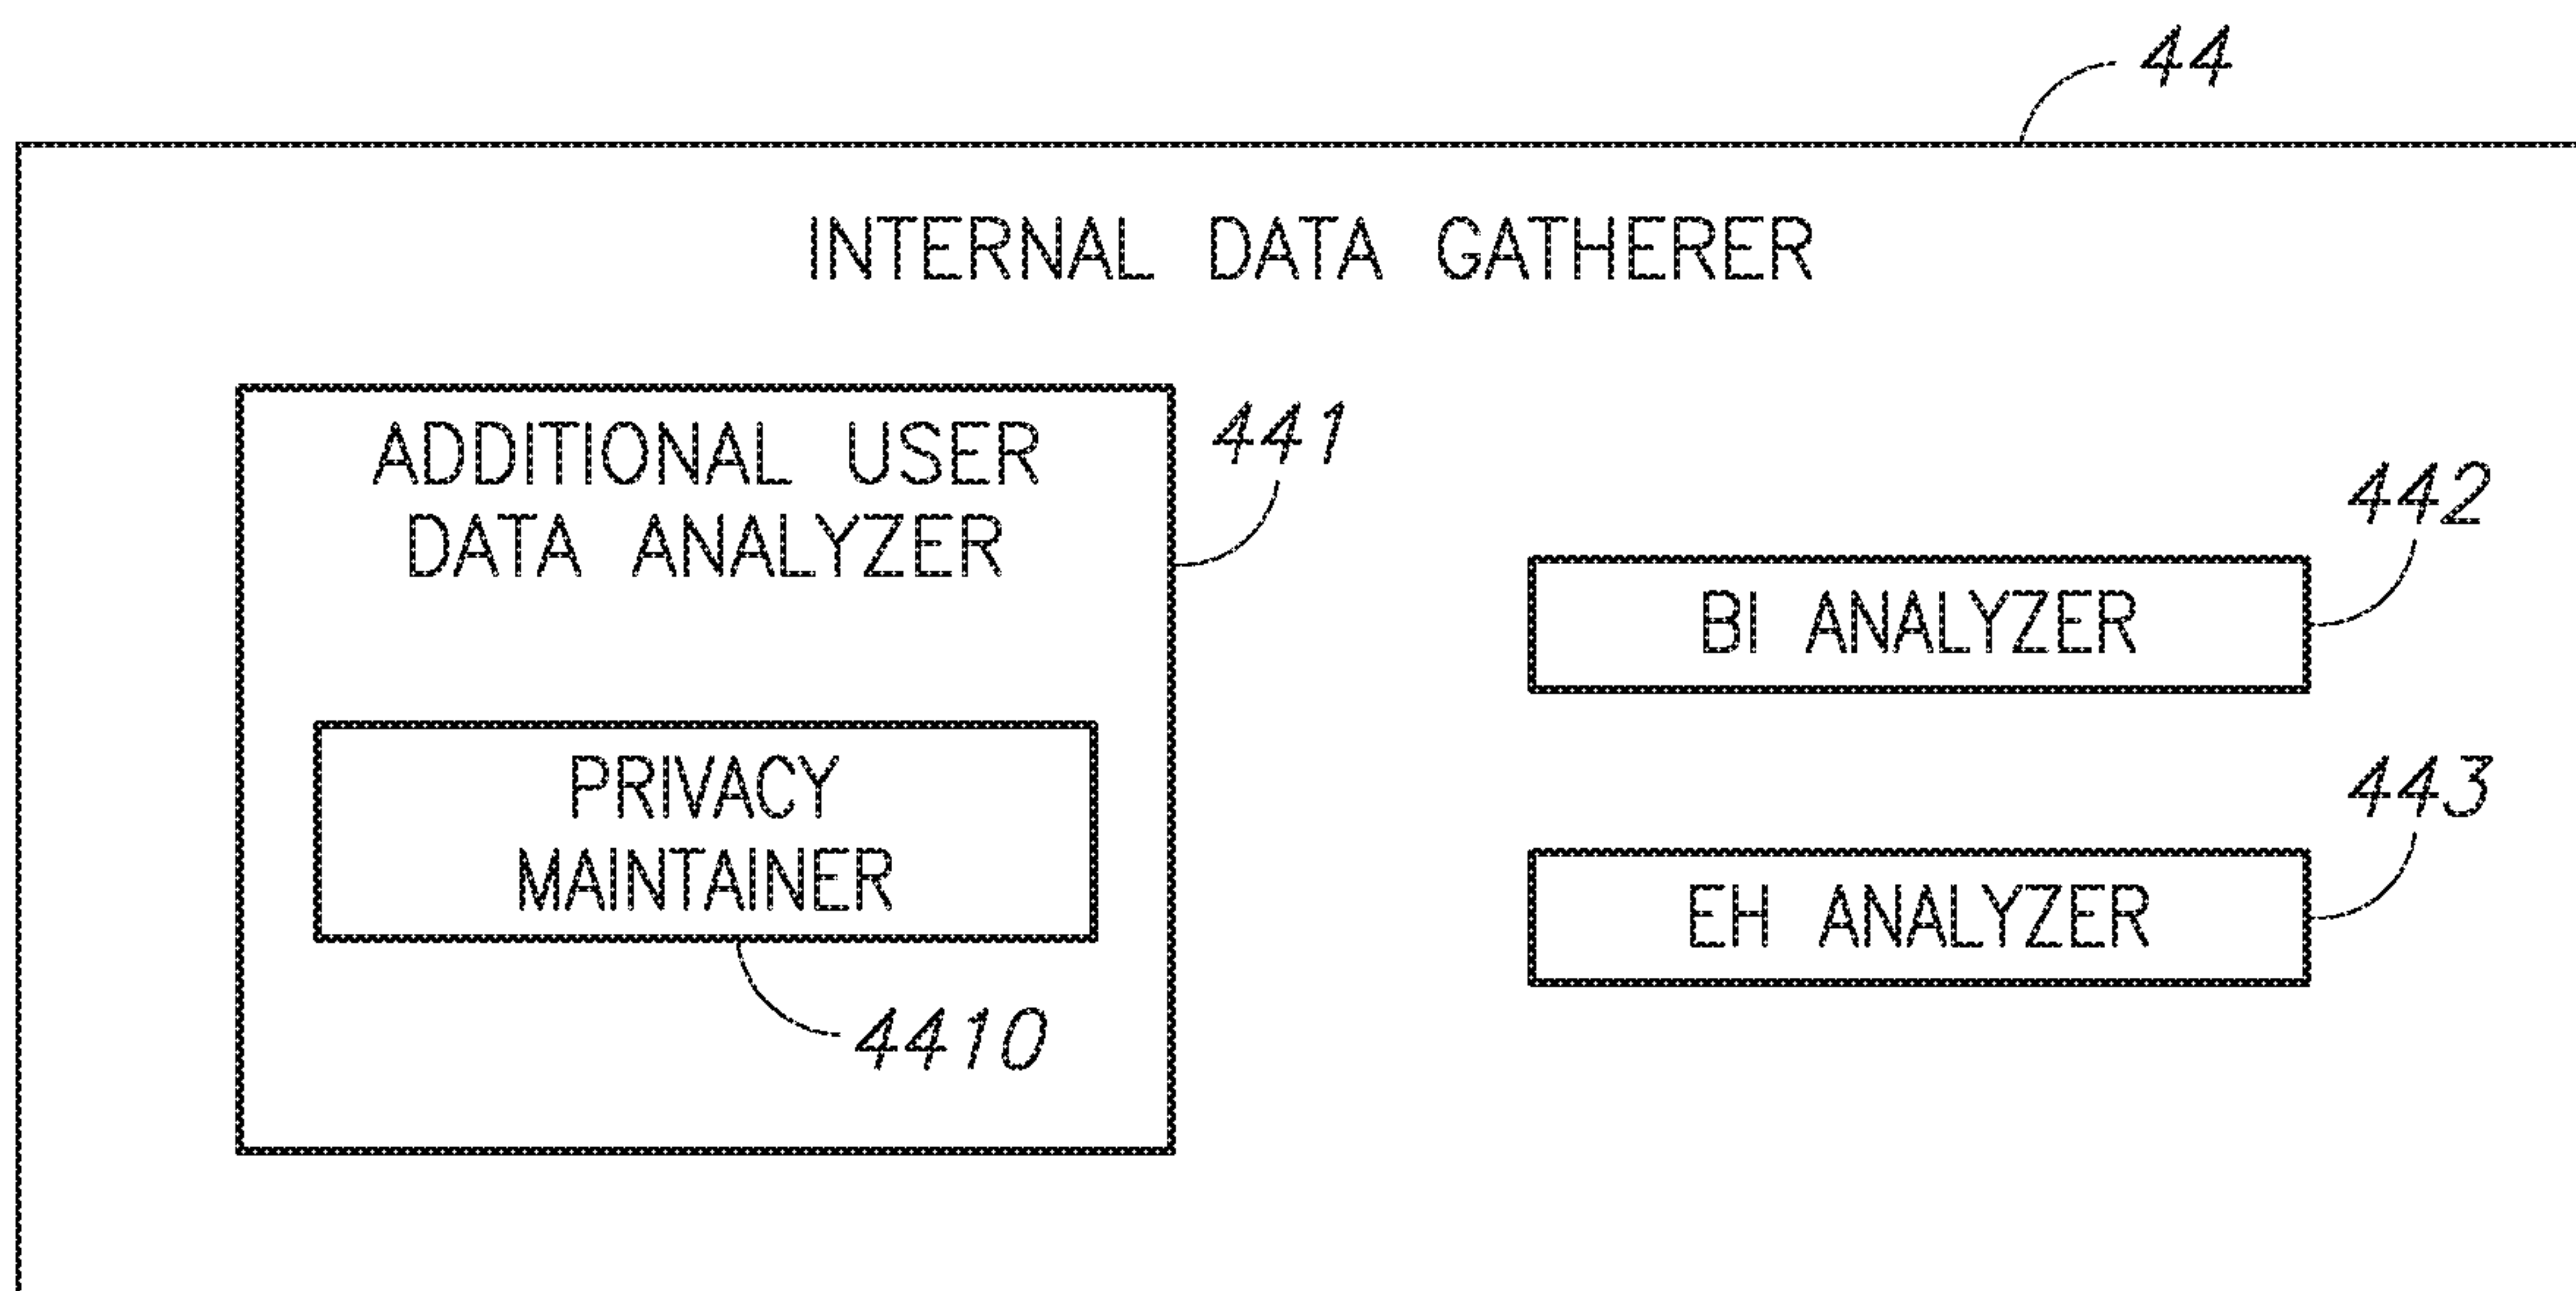 44
INTERNAL DATA GATHERER
ADDITIONAL USER
DATA ANALYZER
441
PRIVACY
MAINTAINER
4410
442
BI ANALYZER
443
EH ANALYZER